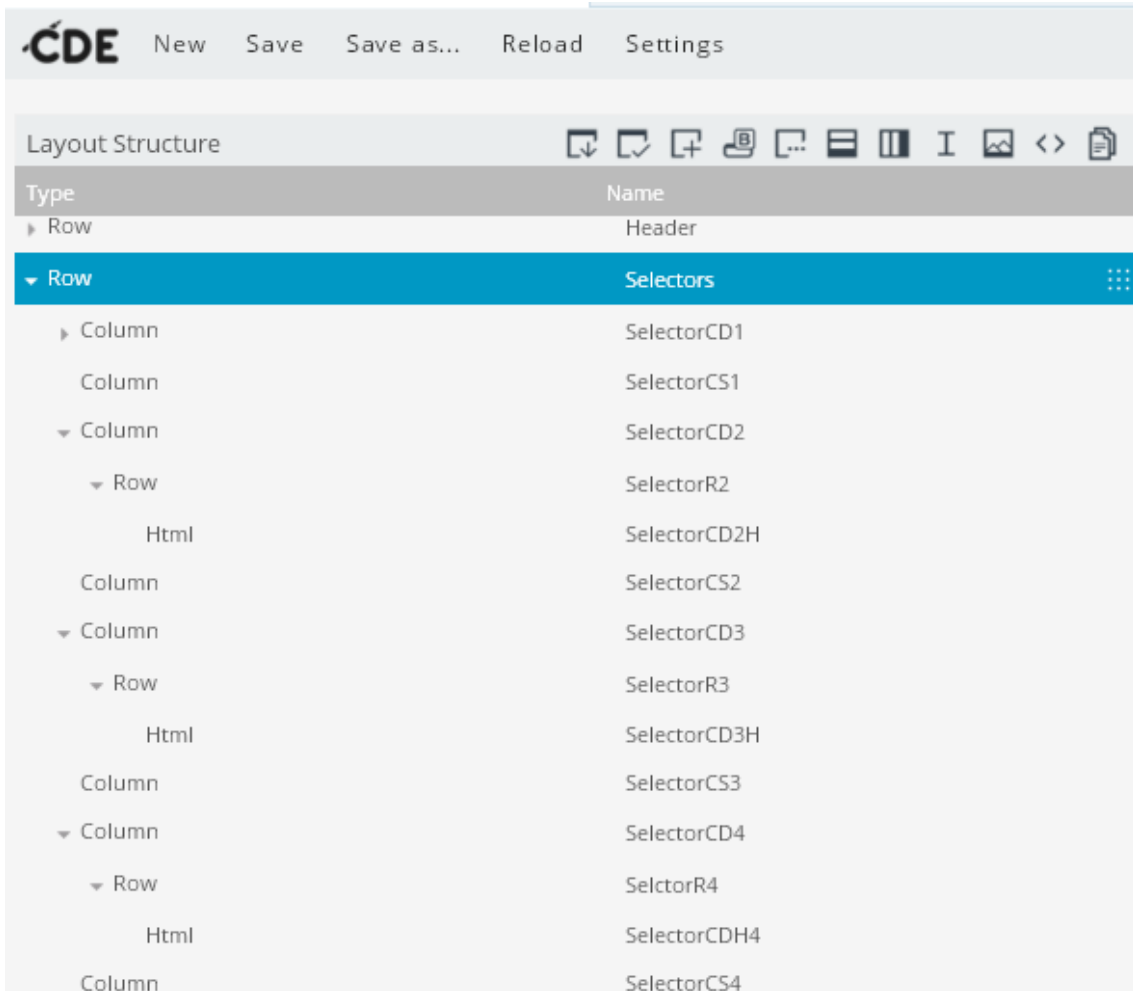 CDE New Save Save as... Reload Settings
Layout Structure
Type Name
Row Header
Row Selectors
Column SelectorCD1
Column SelectorCS1
Column SelectorCD2
Row SelectorR2
Html SelectorCD2H
Column SelectorCS2
Column SelectorCD3
Row SelectorR3
Html SelectorCD3H
Column SelectorCS3
Column SelectorCD4
Row SelctorR4
Html SelectorCDH4
Column SelectorCS4